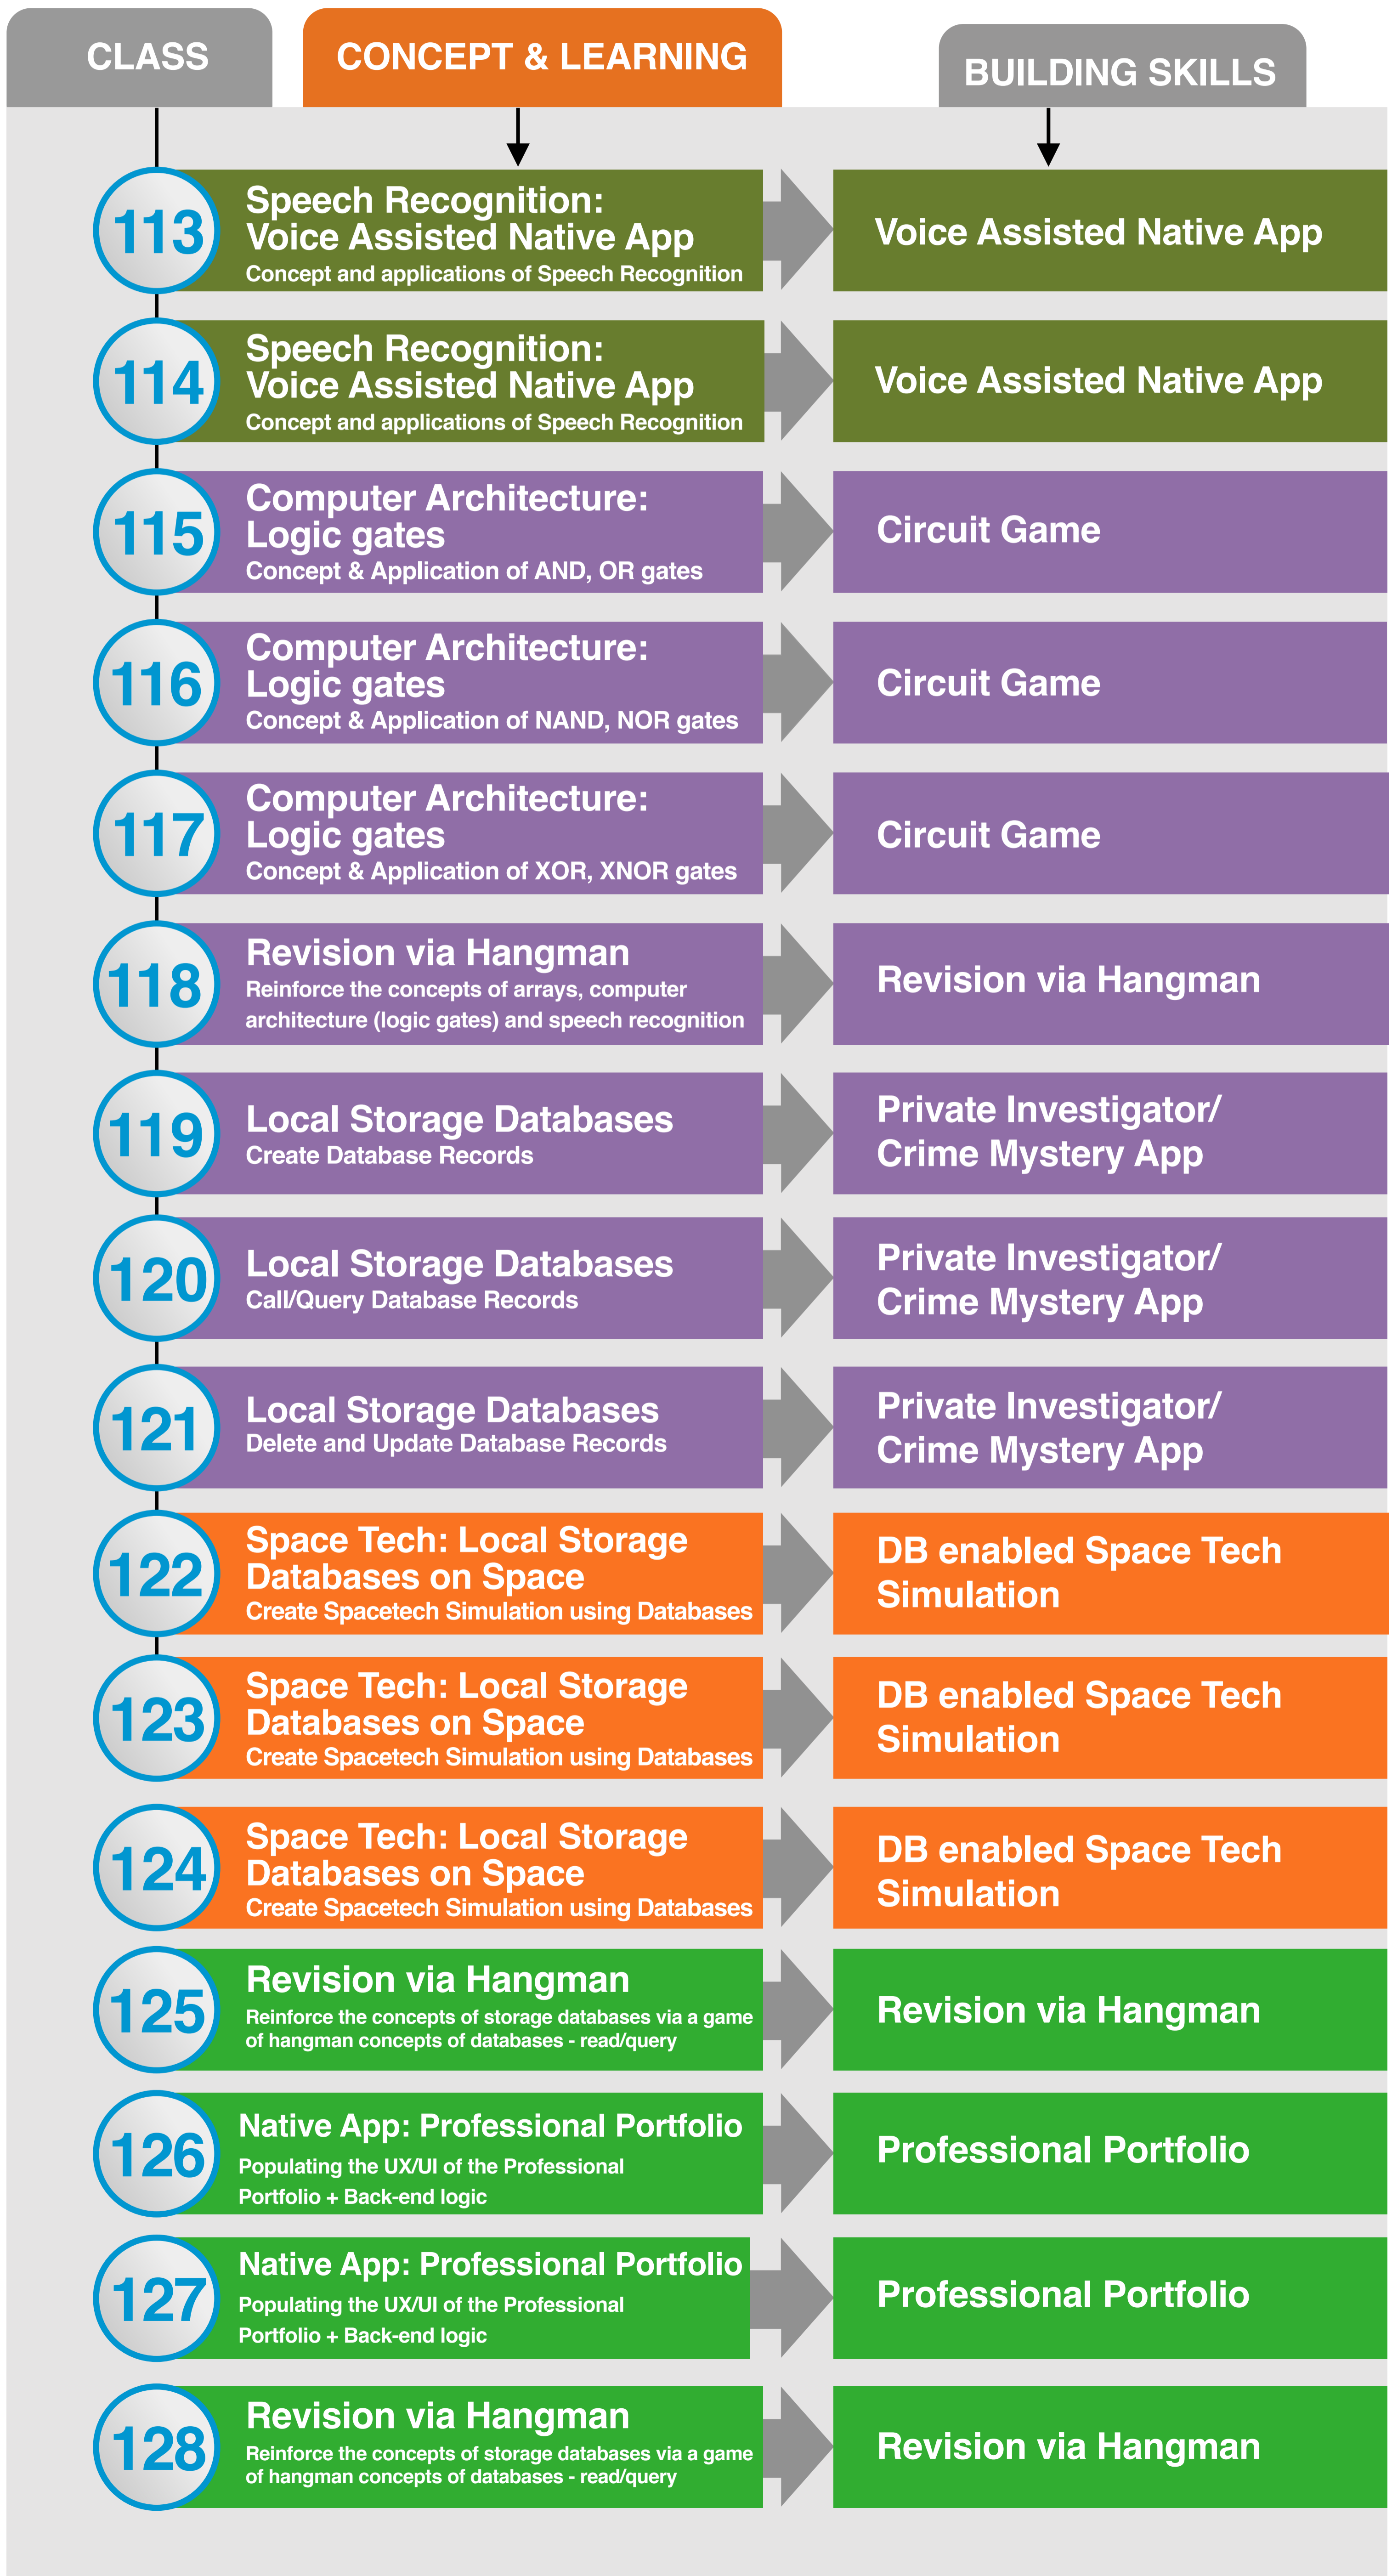 CLASS
CONCEPT & LEARNING
BUILDING SKILLS
113
Speech Recognition:
Voice Assisted Native App
Concept and applications of Speech Recognition
Voice Assisted Native App
114
Speech Recognition:
Voice Assisted Native App
Concept and applications of Speech Recognition
Voice Assisted Native App
115
Computer Architecture:
Logic gates
Concept & Application of AND, OR gates
Circuit Game
116
Computer Architecture:
Logic gates
Concept & Application of NAND, NOR gates
Circuit Game
117
Computer Architecture:
Logic gates
Concept & Application of XOR, XNOR gates
Circuit Game
118
Revision via Hangman
Reinforce the concepts of arrays, computer
architecture (logic gates) and speech recognition
Revision via Hangman
119
Local Storage Databases
Create Database Records
Private Investigator/
Crime Mystery App
120
Local Storage Databases
Call/Query Database Records
Private Investigator/
Crime Mystery App
121
Local Storage Databases
Delete and Update Database Records
Private Investigator/
Crime Mystery App
122
Space Tech: Local Storage
Databases on Space
Create Spacetech Simulation using Databases
DB enabled Space Tech
Simulation
123
Space Tech: Local Storage
Databases on Space
Create Spacetech Simulation using Databases
DB enabled Space Tech
Simulation
124
Space Tech: Local Storage
Databases on Space
Create Spacetech Simulation using Databases
DB enabled Space Tech
Simulation
125
Revision via Hangman
Reinforce the concepts of storage databases via a game
of hangman concepts of databases - read/query
Revision via Hangman
126
Native App: Professional Portfolio
Populating the UX/UI of the Professional
Portfolio + Back-end logic
Professional Portfolio
127
Native App: Professional Portfolio
Populating the UX/UI of the Professional
Portfolio + Back-end logic
Professional Portfolio
128
Revision via Hangman
Reinforce the concepts of storage databases via a game
of hangman concepts of databases - read/query
Revision via Hangman